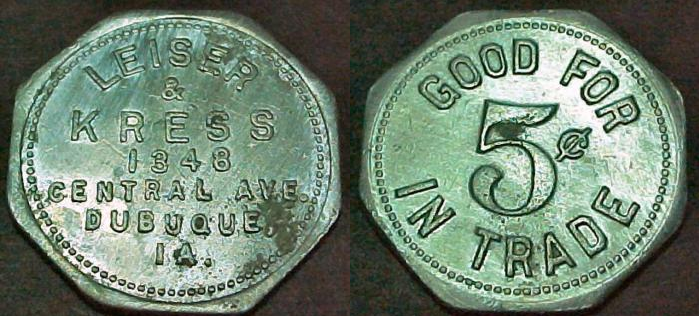 LEISER
&
KRESS
1348
CENTRAL AVE.
DUBUQUE,
IA.
GOOD FOR
5¢
IN TRADE